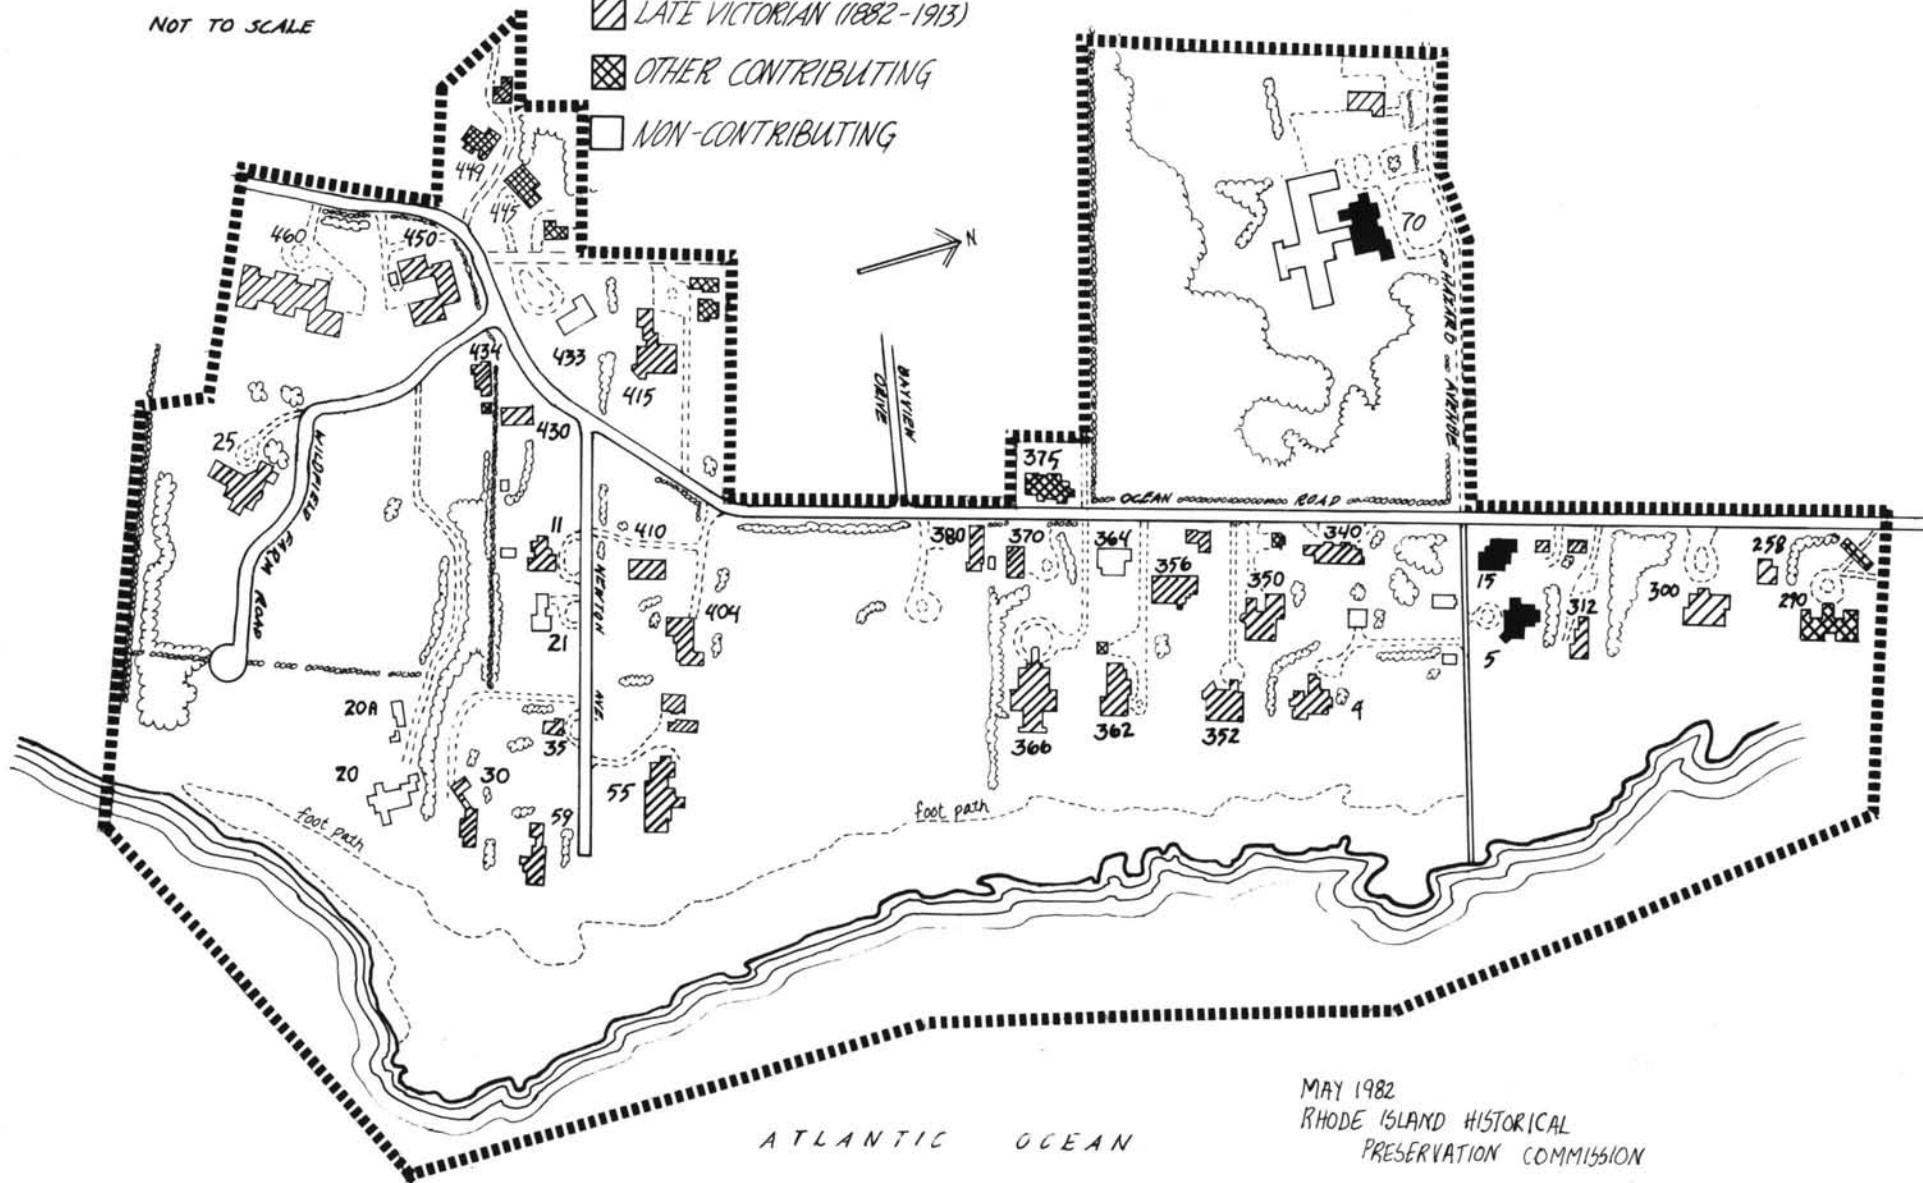 NOT TO SCALE
LATE VICTORIAN (1882-1913)
OTHER CONTRIBUTING
NON-CONTRIBUTING
449
445
460
450
N
70
HAZARD AVENUE
434
433
415
430
BAYVIEW
DRIVE
25
WILDFIELD FARM ROAD
375
OCEAN ROAD
11
410
380
370
364
356
340
350
15
258
NEWTON AVE.
21
404
5
312
300
290
20A
35
366
362
352
4
20
30
55
59
foot path
foot path
ATLANTIC OCEAN
MAY 1982
RHODE ISLAND HISTORICAL
PRESERVATION COMMISSION